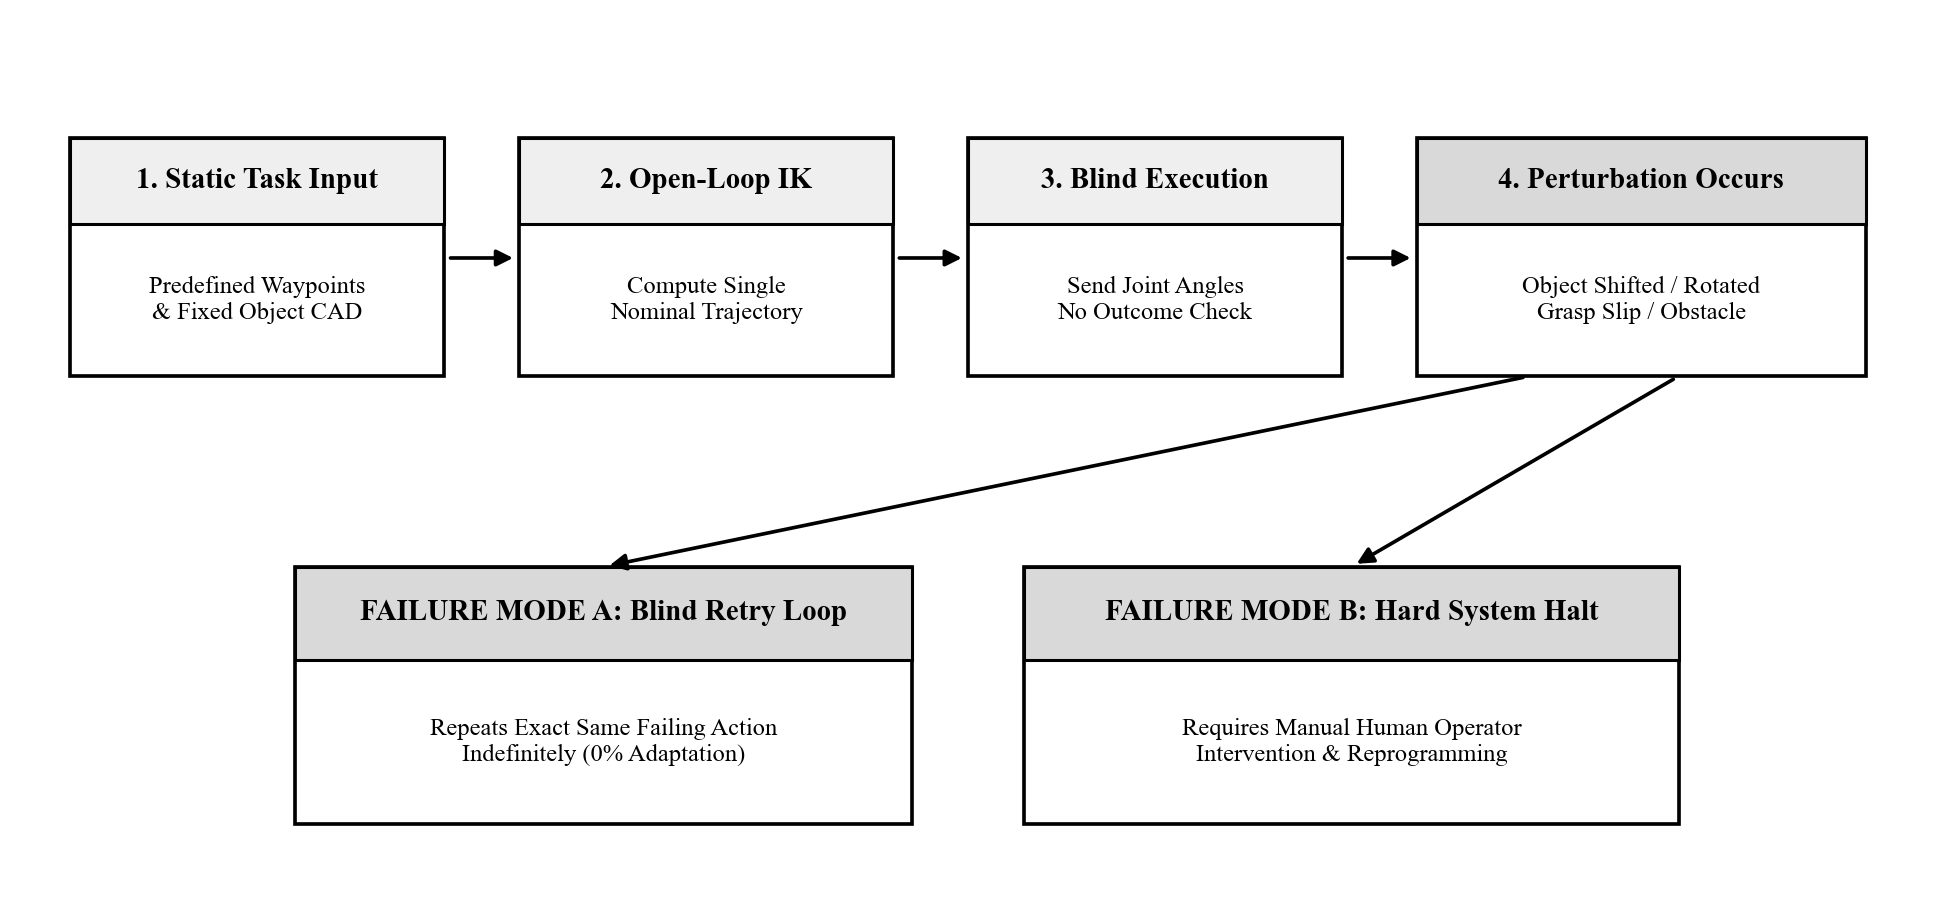 1. Static Task Input
Predefined Waypoints
& Fixed Object CAD
2. Open-Loop IK
Compute Single
Nominal Trajectory
3. Blind Execution
Send Joint Angles
No Outcome Check
4. Perturbation Occurs
Object Shifted / Rotated
Grasp Slip / Obstacle
FAILURE MODE A: Blind Retry Loop
Repeats Exact Same Failing Action
Indefinitely (0% Adaptation)
FAILURE MODE B: Hard System Halt
Requires Manual Human Operator
Intervention & Reprogramming